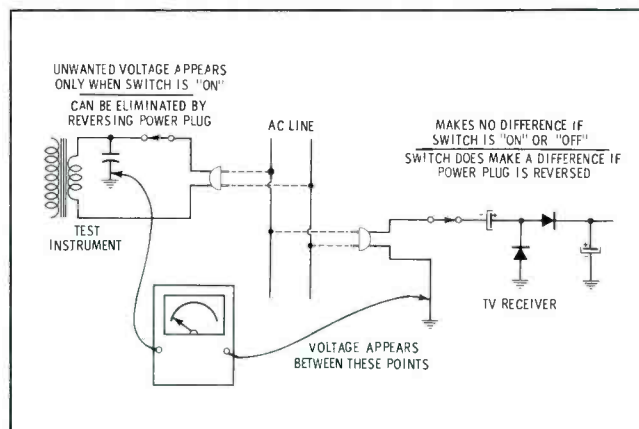 UNWANTED VOLTAGE APPEARS
ONLY WHEN SWITCH IS "ON"
CAN BE ELIMINATED BY
REVERSING POWER PLUG
AC LINE
MAKES NO DIFFERENCE IF
SWITCH IS "ON" OR "OFF"
SWITCH DOES MAKE A DIFFERENCE IF
POWER PLUG IS REVERSED
TEST
INSTRUMENT
TV RECEIVER
VOLTAGE APPEARS
BETWEEN THESE POINTS